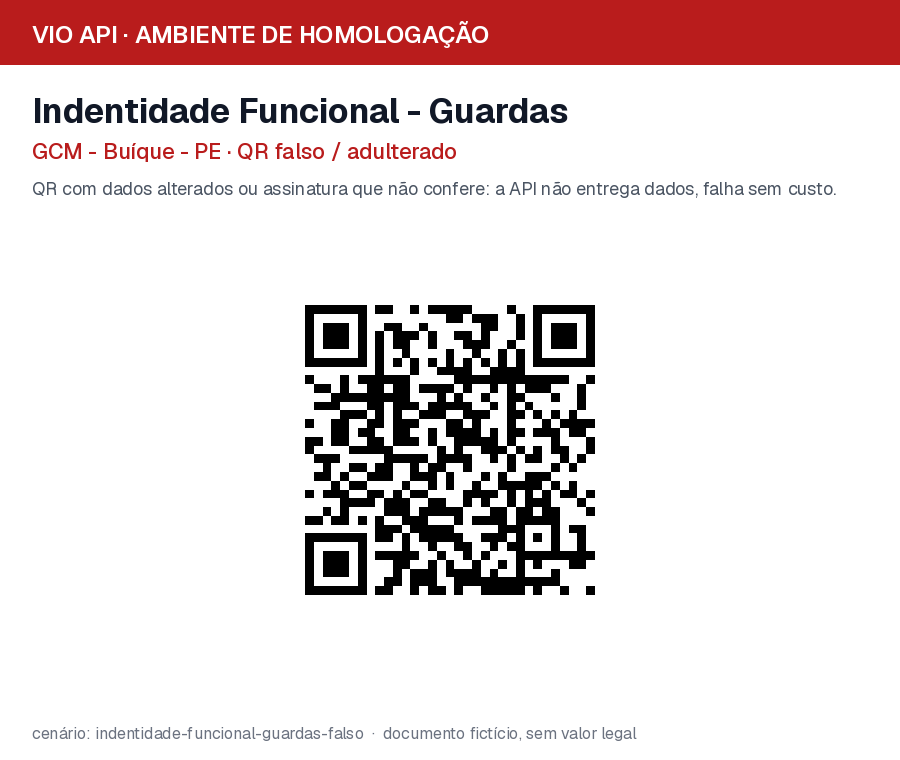 VIO API · AMBIENTE DE HOMOLOGAÇÃO
Indentidade Funcional - Guardas
GCM - Buíque - PE · QR falso / adulterado
QR com dados alterados ou assinatura que não confere: a API não entrega dados, falha sem custo.
cenário: indentidade-funcional-guardas-falso · documento fictício, sem valor legal